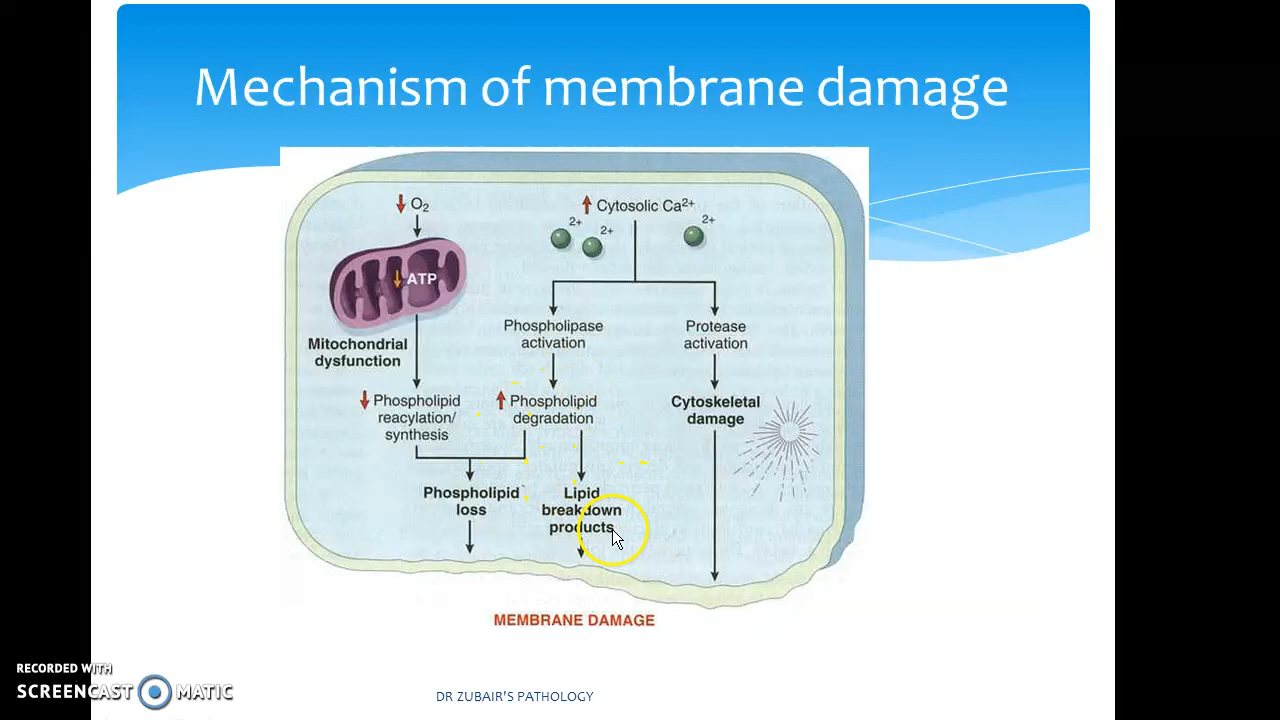 Mechanism of membrane damage
O2
Cytosolic Ca2+
2+
2+
2+
ATP
Mitochondrial
dysfunction
Phospholipase
activation
Protease
activation
Phospholipid
reacylation/
synthesis
Phospholipid
degradation
Cytoskeletal
damage
Phospholipid
loss
Lipid
breakdown
products
MEMBRANE DAMAGE
RECORDED WITH
SCREENCAST MATIC
DR ZUBAIR'S PATHOLOGY